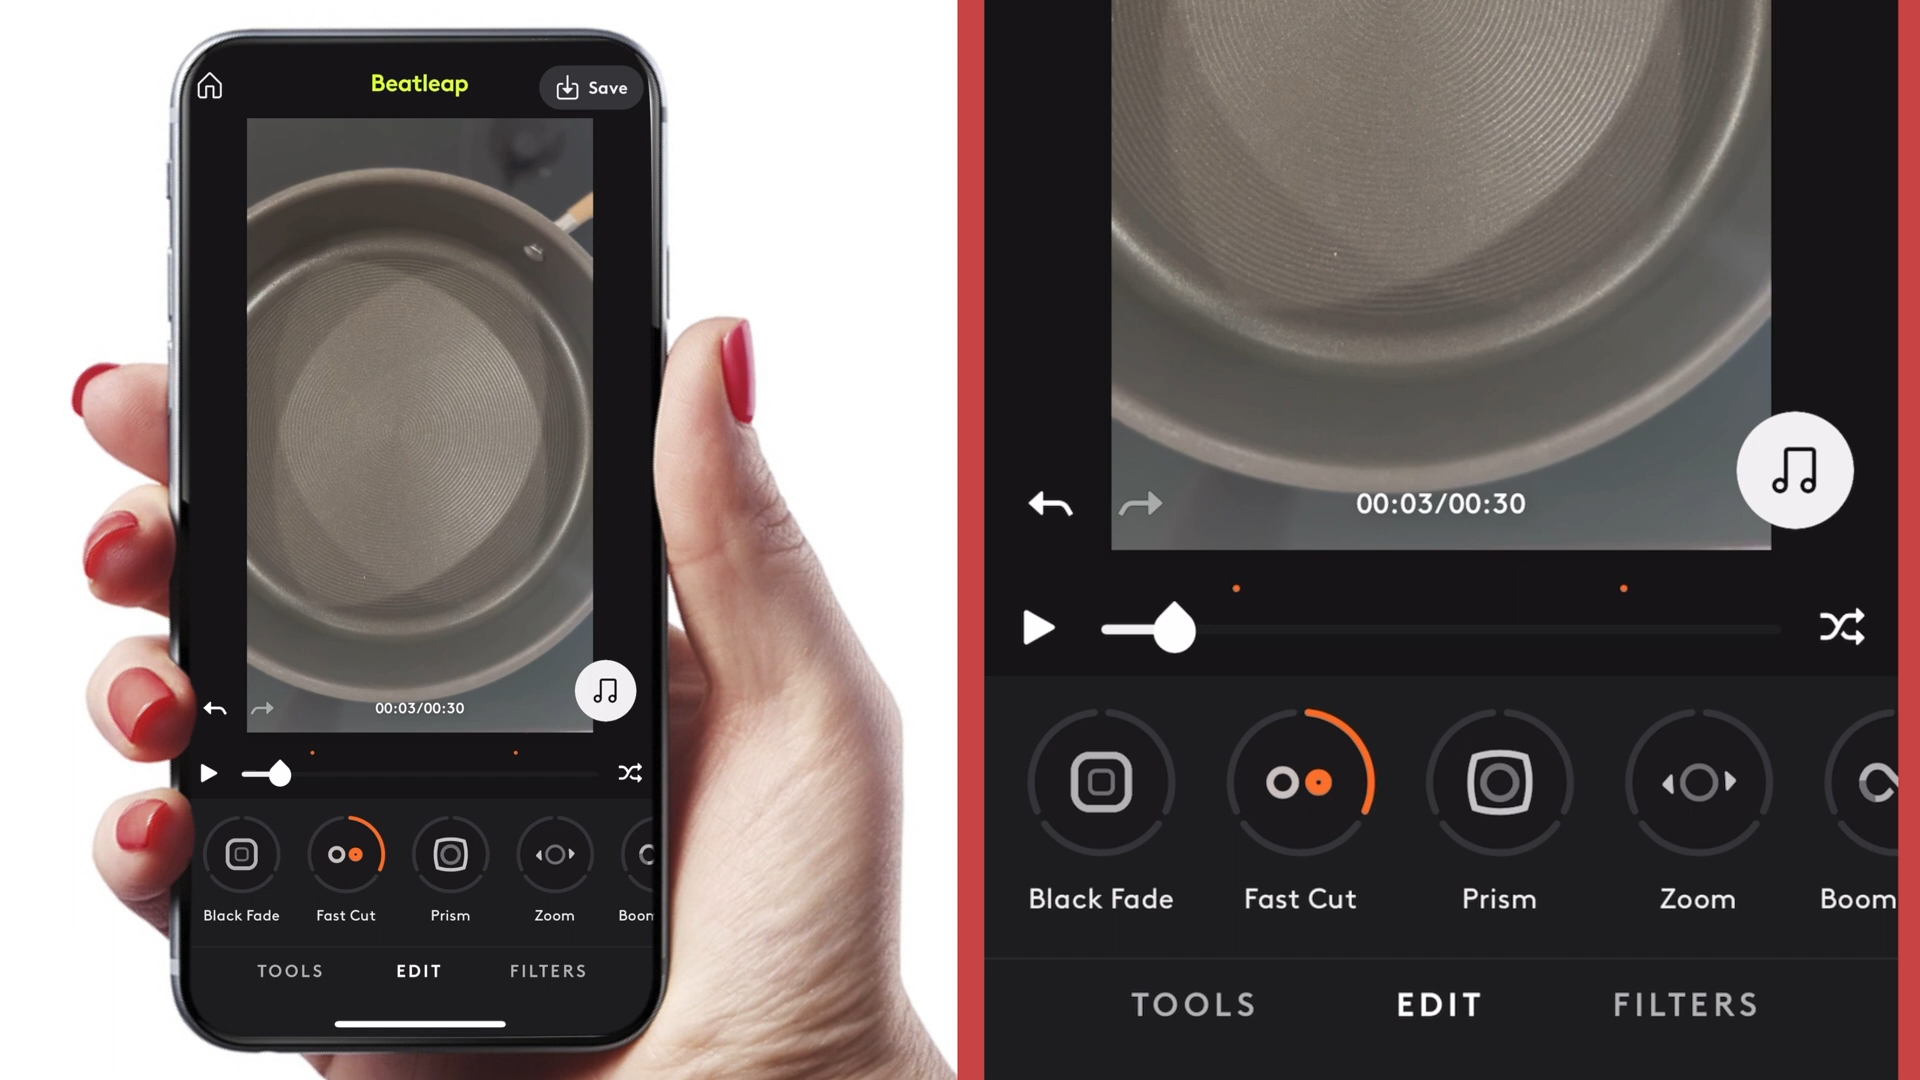 Beatleap
Save
00:03/00:30
Black Fade
Fast Cut
Prism
Zoom
Boon
TOOLS
EDIT
FILTERS
00:03/00:30
Black Fade
Fast Cut
Prism
Zoom
Boom
TOOLS
EDIT
FILTERS